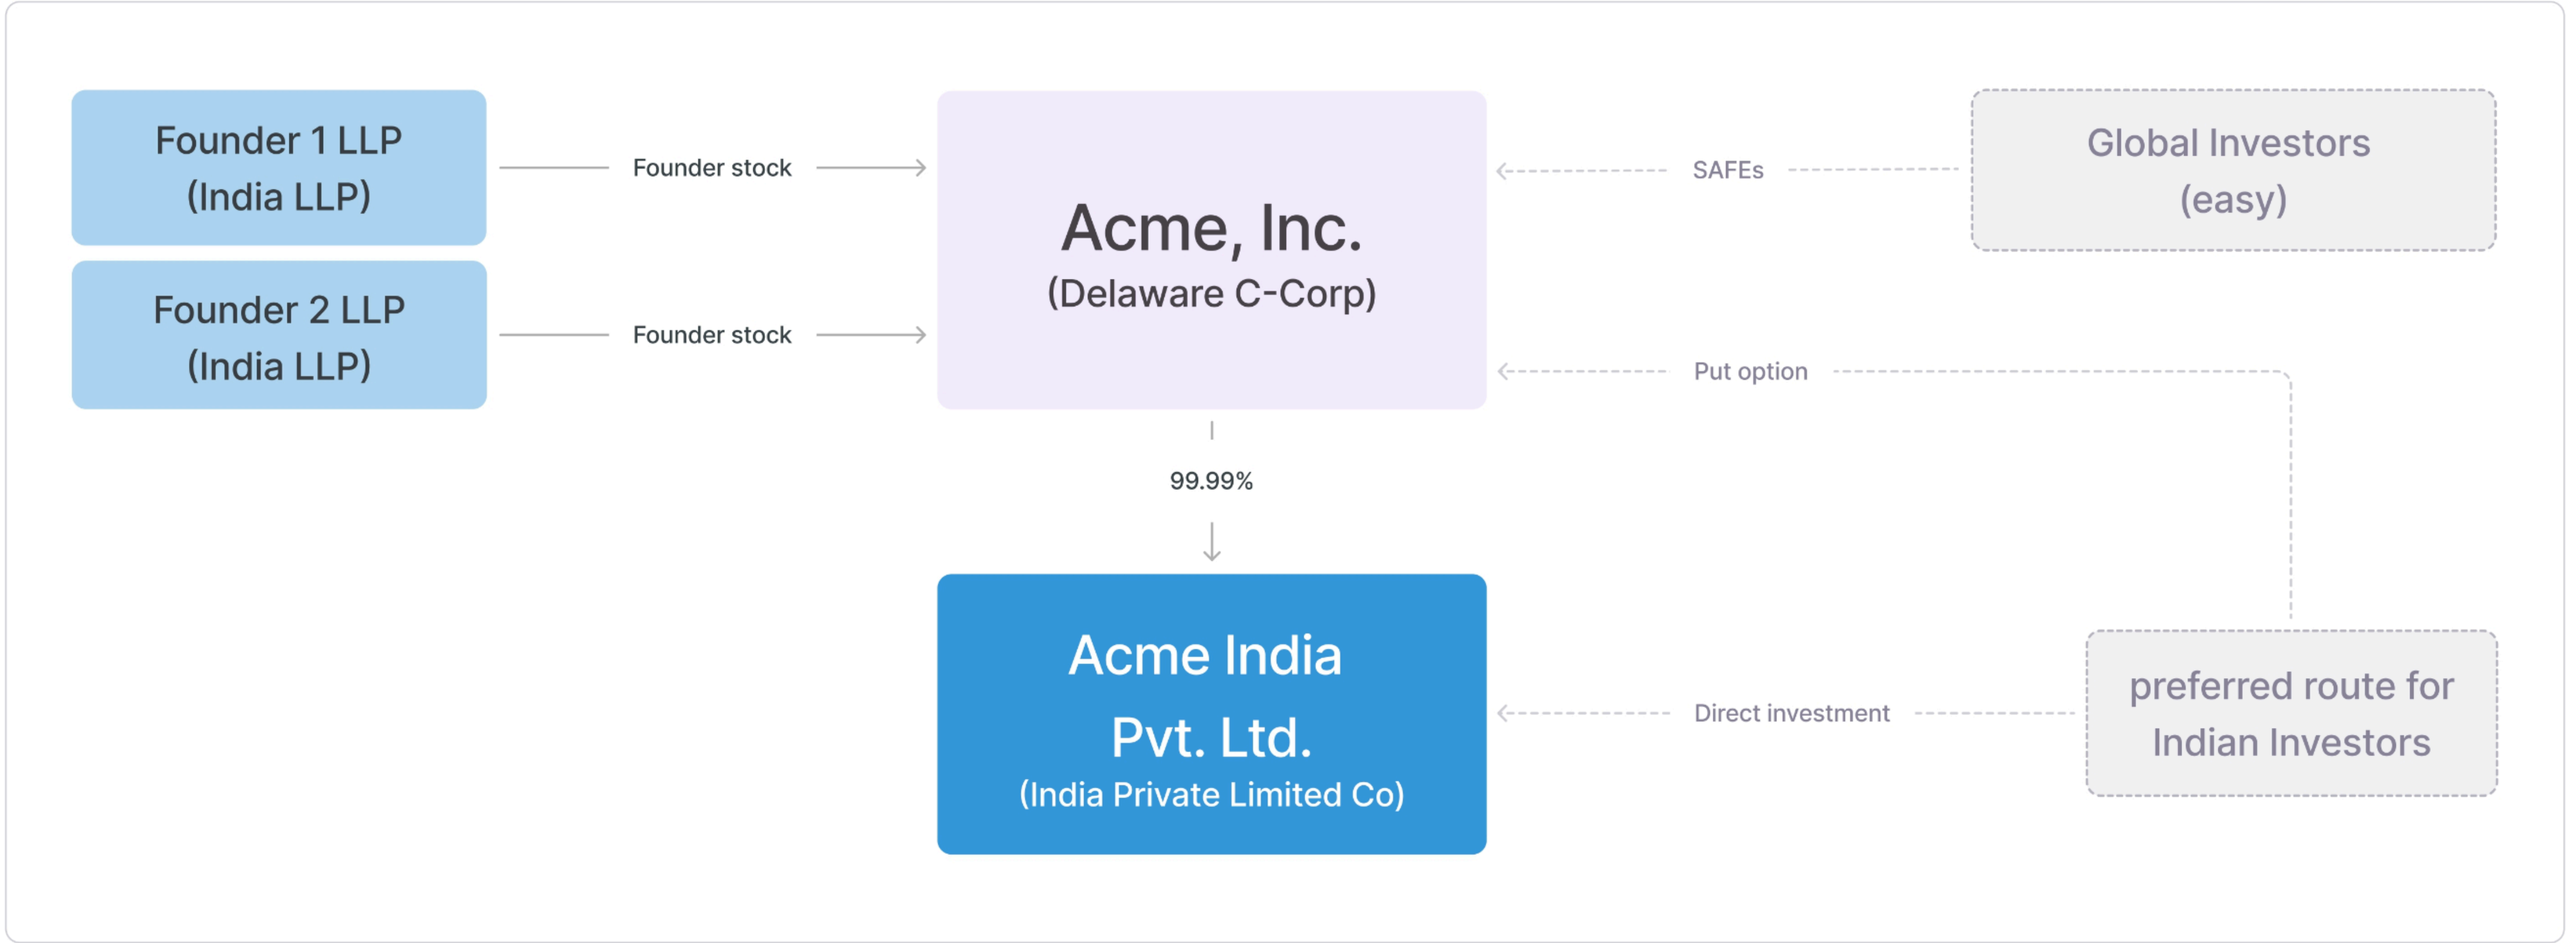 Founder 1 LLP
(India LLP)
Founder stock
Founder 2 LLP
(India LLP)
Founder stock
Acme, Inc.
(Delaware C-Corp)
SAFEs
Global Investors
(easy)
Put option
99.99%
Acme India
Pvt. Ltd.
(India Private Limited Co)
Direct investment
preferred route for
Indian Investors